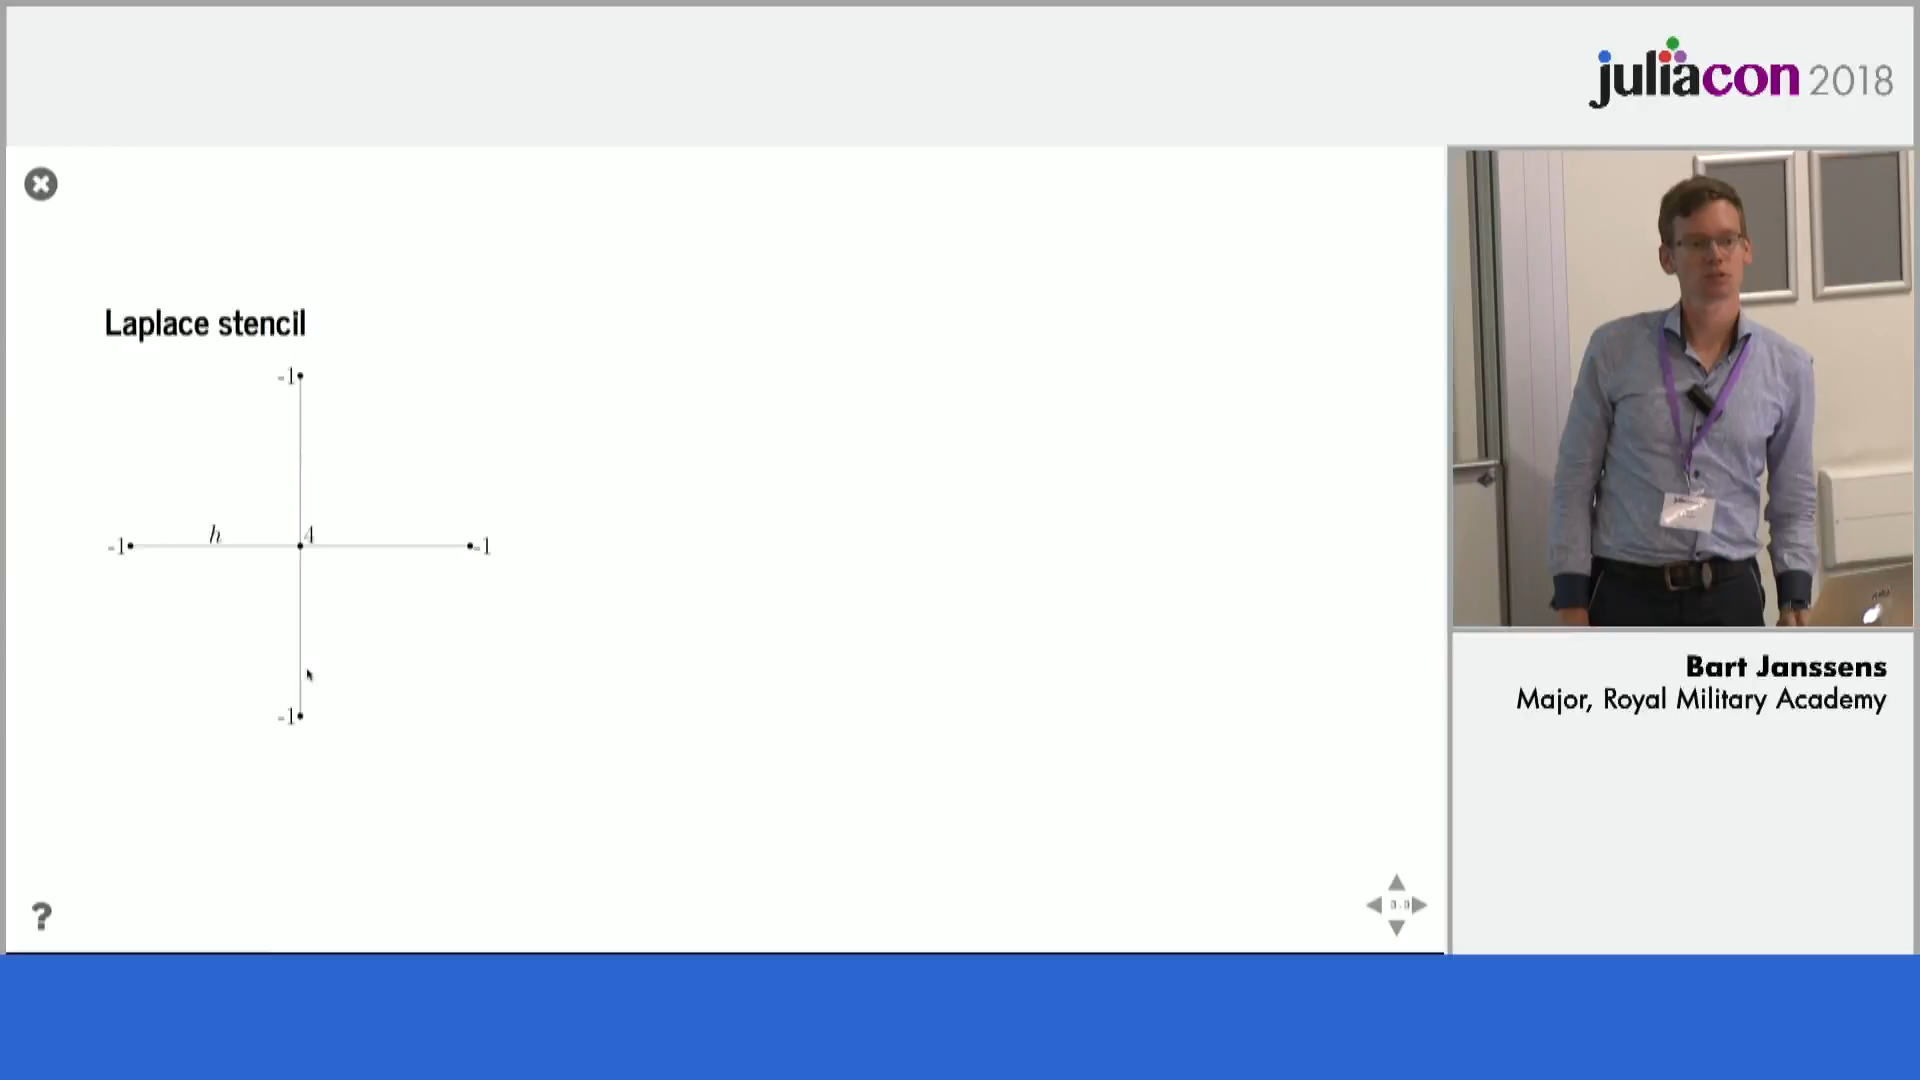 juliacon 2018
Laplace stencil
-1
h
4
-1
-1
-1
?
Bart Janssens
Major, Royal Military Academy